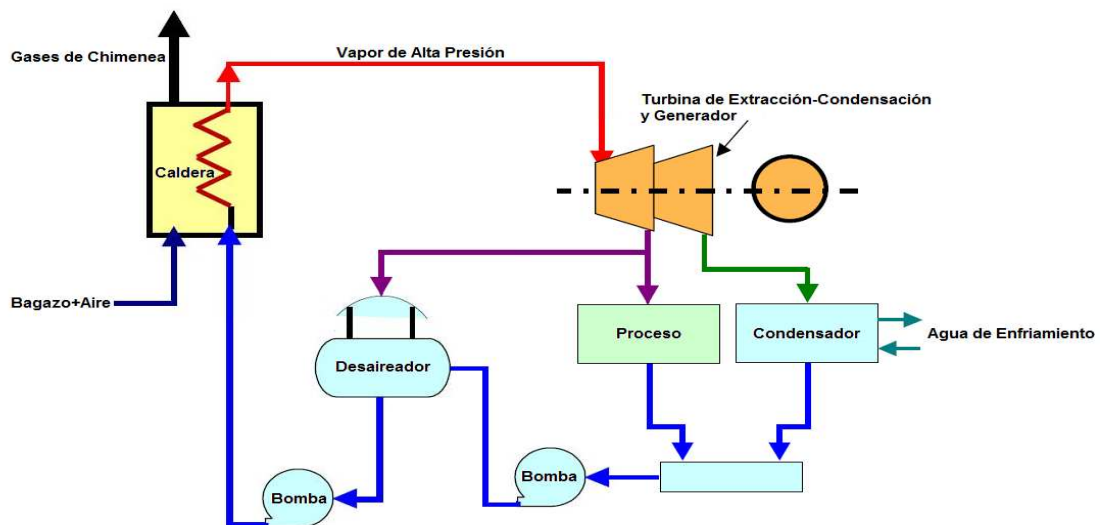 Gases de Chimenea
Vapor de Alta Presión
Turbina de Extracción-Condensación
y Generador
Caldera
Bagazo+Aire
Proceso
Condensador
Agua de Enfriamiento
Desaireador
Bomba
Bomba